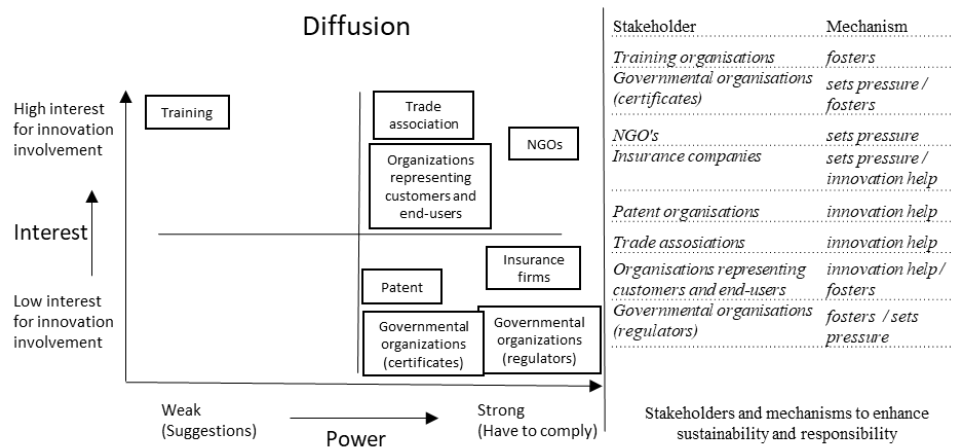 Diffusion
High interest
for innovation
involvement
Interest
Low interest
for innovation
involvement
Training
Trade
association
NGOs
Organizations
representing
customers and
end-users
Insurance
firms
Patent
Governmental
organizations
(certificates)
Governmental
organizations
(regulators)
Weak
(Suggestions)
Power
Strong
(Have to comply)
Stakeholder Mechanism
Training organisations fosters
Governmental organisations sets pressure /
(certificates) fosters
NGO's sets pressure
Insurance companies sets pressure /
innovation help
Patent organisations innovation help
Trade assosiations innovation help
Organisations representing innovation help /
customers and end-users fosters
Governmental organisations fosters / sets
(regulators) pressure
Stakeholders and mechanisms to enhance
sustainability and responsibility